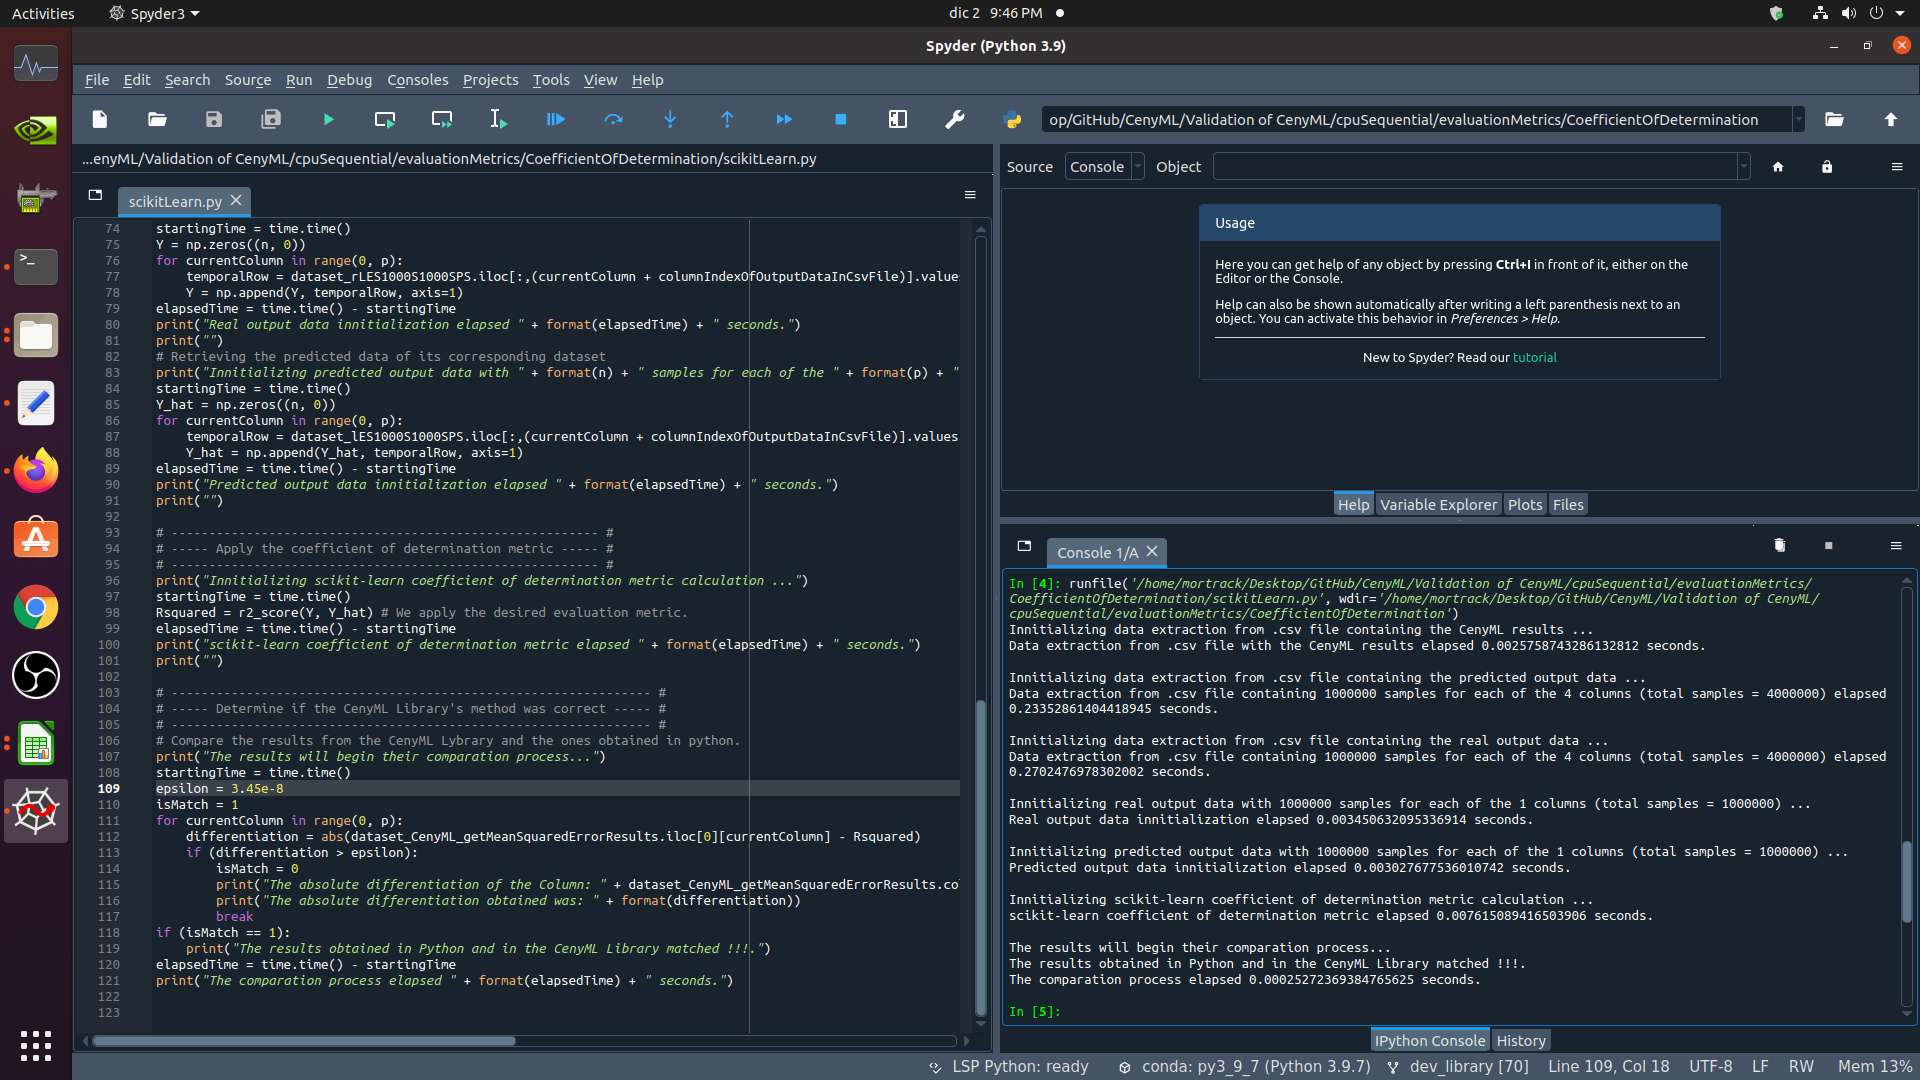 Activities
Spyder3
dic 2 9:46 PM
Spyder (Python 3.9)
File Edit Search Source Run Debug Consoles Projects Tools View Help
op/GitHub/CenyML/Validation of CenyML/cpuSequential/evaluationMetrics/CoefficientOfDetermination
...enyML/Validation of CenyML/cpuSequential/evaluationMetrics/CoefficientOfDetermination/scikitLearn.py
scikitLearn.py
74 startingTime = time.time()
75 Y = np.zeros((n, 0))
76 for currentColumn in range(0, p):
77     temporalRow = dataset_rLES1000S1000SPS.iloc[:,(currentColumn + columnIndexOfOutputDataInCsvFile)].values
78     Y = np.append(Y, temporalRow, axis=1)
79 elapsedTime = time.time() - startingTime
80 print("Real output data innitialization elapsed " + format(elapsedTime) + " seconds.")
81 print("")
82 # Retrieving the predicted data of its corresponding dataset
83 print("Innitializing predicted output data with " + format(n) + " samples for each of the " + format(p) + "
84 startingTime = time.time()
85 Y_hat = np.zeros((n, 0))
86 for currentColumn in range(0, p):
87     temporalRow = dataset_lES1000S1000SPS.iloc[:,(currentColumn + columnIndexOfOutputDataInCsvFile)].values
88     Y_hat = np.append(Y_hat, temporalRow, axis=1)
89 elapsedTime = time.time() - startingTime
90 print("Predicted output data innitialization elapsed " + format(elapsedTime) + " seconds.")
91 print("")
92
93 # --------------------------------------------------------- #
94 # ----- Apply the coefficient of determination metric ----- #
95 # --------------------------------------------------------- #
96 print("Innitializing scikit-learn coefficient of determination metric calculation ...")
97 startingTime = time.time()
98 Rsquared = r2_score(Y, Y_hat) # We apply the desired evaluation metric.
99 elapsedTime = time.time() - startingTime
100 print("scikit-learn coefficient of determination metric elapsed " + format(elapsedTime) + " seconds.")
101 print("")
102
103 # ---------------------------------------------------------------- #
104 # ----- Determine if the CenyML Library's method was correct ----- #
105 # ---------------------------------------------------------------- #
106 # Compare the results from the CenyML Lybrary and the ones obtained in python.
107 print("The results will begin their comparation process...")
108 startingTime = time.time()
109 epsilon = 3.45e-8
110 isMatch = 1
111 for currentColumn in range(0, p):
112     differentiation = abs(dataset_CenyML_getMeanSquaredErrorResults.iloc[0][currentColumn] - Rsquared)
113     if (differentiation > epsilon):
114         isMatch = 0
115         print("The absolute differentiation of the Column: " + dataset_CenyML_getMeanSquaredErrorResults.co
116         print("The absolute differentiation obtained was: " + format(differentiation))
117         break
118 if (isMatch == 1):
119     print("The results obtained in Python and in the CenyML Library matched !!!.")
120 elapsedTime = time.time() - startingTime
121 print("The comparation process elapsed " + format(elapsedTime) + " seconds.")
122
123
Source Console Object
Usage
Here you can get help of any object by pressing Ctrl+I in front of it, either on the
Editor or the Console.
Help can also be shown automatically after writing a left parenthesis next to an
object. You can activate this behavior in Preferences > Help.
New to Spyder? Read our tutorial
Help Variable Explorer Plots Files
Console 1/A
In [4]: runfile('/home/mortrack/Desktop/GitHub/CenyML/Validation of CenyML/cpuSequential/evaluationMetrics/
CoefficientOfDetermination/scikitLearn.py', wdir='/home/mortrack/Desktop/GitHub/CenyML/Validation of CenyML/
cpuSequential/evaluationMetrics/CoefficientOfDetermination')
Innitializing data extraction from .csv file containing the CenyML results ...
Data extraction from .csv file with the CenyML results elapsed 0.0025758743286132812 seconds.
Innitializing data extraction from .csv file containing the predicted output data ...
Data extraction from .csv file containing 1000000 samples for each of the 4 columns (total samples = 4000000) elapsed
0.23352861404418945 seconds.
Innitializing data extraction from .csv file containing the real output data ...
Data extraction from .csv file containing 1000000 samples for each of the 4 columns (total samples = 4000000) elapsed
0.2702476978302002 seconds.
Innitializing real output data with 1000000 samples for each of the 1 columns (total samples = 1000000) ...
Real output data innitialization elapsed 0.003450632095336914 seconds.
Innitializing predicted output data with 1000000 samples for each of the 1 columns (total samples = 1000000) ...
Predicted output data innitialization elapsed 0.003027677536010742 seconds.
Innitializing scikit-learn coefficient of determination metric calculation ...
scikit-learn coefficient of determination metric elapsed 0.007615089416503906 seconds.
The results will begin their comparation process...
The results obtained in Python and in the CenyML Library matched !!!.
The comparation process elapsed 0.00025272369384765625 seconds.
In [5]:
IPython Console History
LSP Python: ready conda: py3_9_7 (Python 3.9.7) dev_library [70] Line 109, Col 18 UTF-8 LF RW Mem 13%